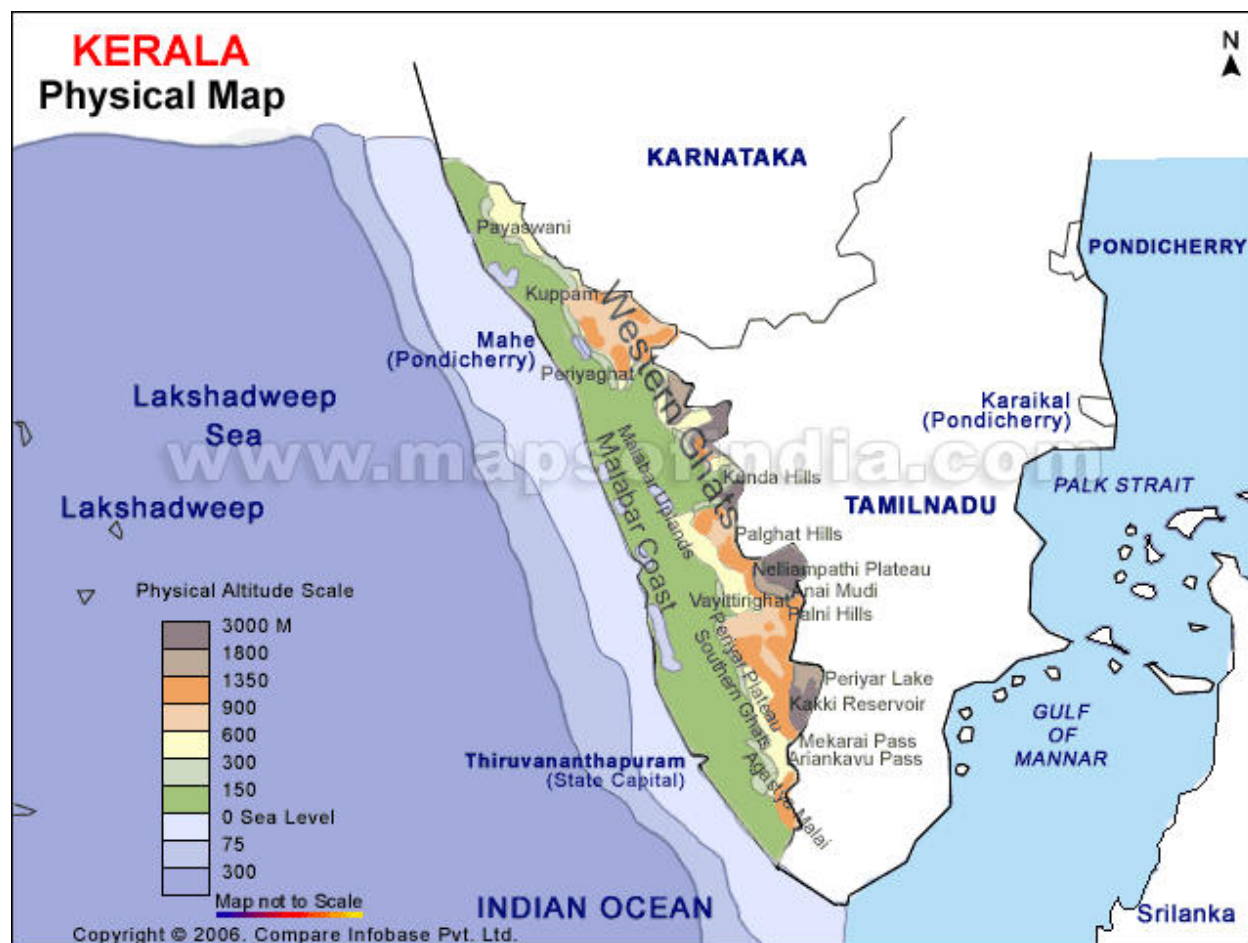 KERALA
Physical Map
N
KARNATAKA
Payaswani
PONDICHERRY
Kuppam
Western Ghats
Mahe
(Pondicherry)
Periyaghat
Lakshadweep
Sea
Karaikal
(Pondicherry)
www.mapsofindia.com
Malabar Uplands
Malabar Coast
Kunda Hills
PALK STRAIT
Lakshadweep
TAMILNADU
Palghat Hills
Nelliampathi Plateau
Anai Mudi
Vayittirighat
Palni Hills
Physical Altitude Scale
3000 M
1800
1350
900
600
300
150
0 Sea Level
75
300
Periyar Plateau
Southern Ghats
Periyar Lake
Kakki Reservoir
GULF
OF
MANNAR
Mekarai Pass
Ariankavu Pass
Thiruvananthapuram
(State Capital)
Agastya Malai
Map not to Scale
INDIAN OCEAN
Srilanka
Copyright © 2006. Compare Infobase Pvt. Ltd.